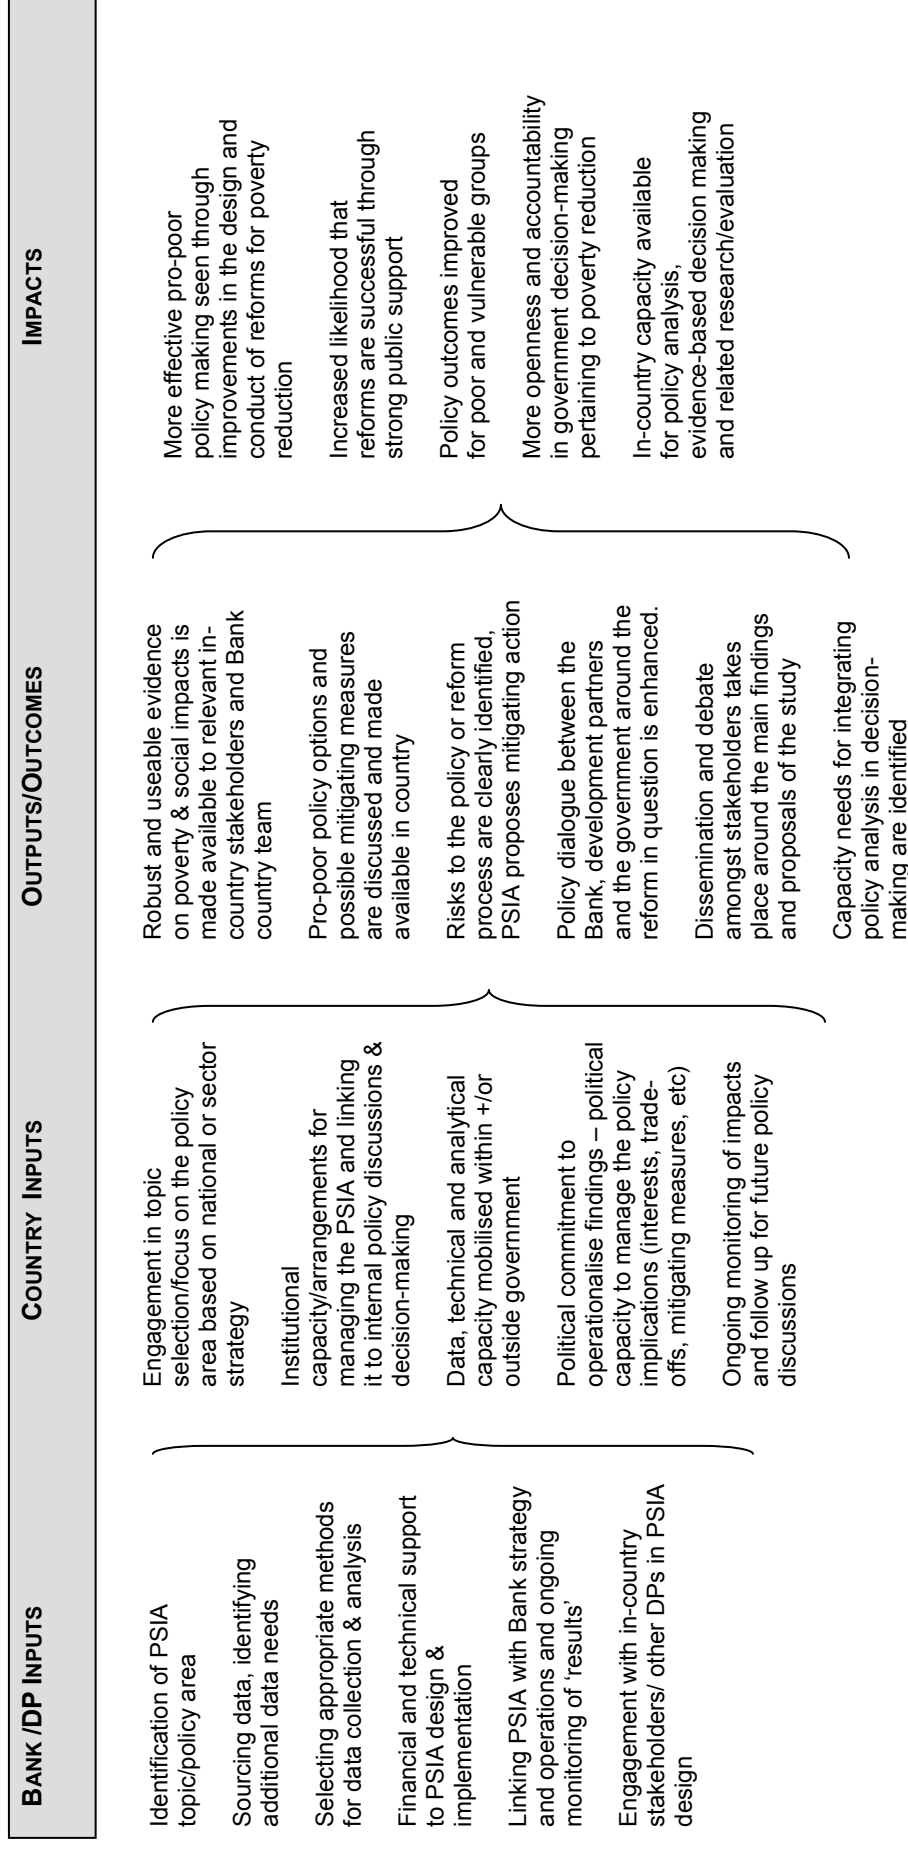 BANK /DP INPUTS
COUNTRY INPUTS
OUTPUTS/OUTCOMES
IMPACTS
Identification of PSIA
topic/policy area
Sourcing data, identifying
additional data needs
Selecting appropriate methods
for data collection & analysis
Financial and technical support
to PSIA design &
implementation
Linking PSIA with Bank strategy
and operations and ongoing
monitoring of ‘results’
Engagement with in-country
stakeholders/ other DPs in PSIA
design
Engagement in topic
selection/focus on the policy
area based on national or sector
strategy
Institutional
capacity/arrangements for
managing the PSIA and linking
it to internal policy discussions &
decision-making
Data, technical and analytical
capacity mobilised within +/or
outside government
Political commitment to
operationalise findings – political
capacity to manage the policy
implications (interests, trade-
offs, mitigating measures, etc)
Ongoing monitoring of impacts
and follow up for future policy
discussions
Robust and useable evidence
on poverty & social impacts is
made available to relevant in-
country stakeholders and Bank
country team
Pro-poor policy options and
possible mitigating measures
are discussed and made
available in country
Risks to the policy or reform
process are clearly identified,
PSIA proposes mitigating action
Policy dialogue between the
Bank, development partners
and the government around the
reform in question is enhanced.
Dissemination and debate
amongst stakeholders takes
place around the main findings
and proposals of the study
Capacity needs for integrating
policy analysis in decision-
making are identified
More effective pro-poor
policy making seen through
improvements in the design and
conduct of reforms for poverty
reduction
Increased likelihood that
reforms are successful through
strong public support
Policy outcomes improved
for poor and vulnerable groups
More openness and accountability
in government decision-making
pertaining to poverty reduction
In-country capacity available
for policy analysis,
evidence-based decision making
and related research/evaluation